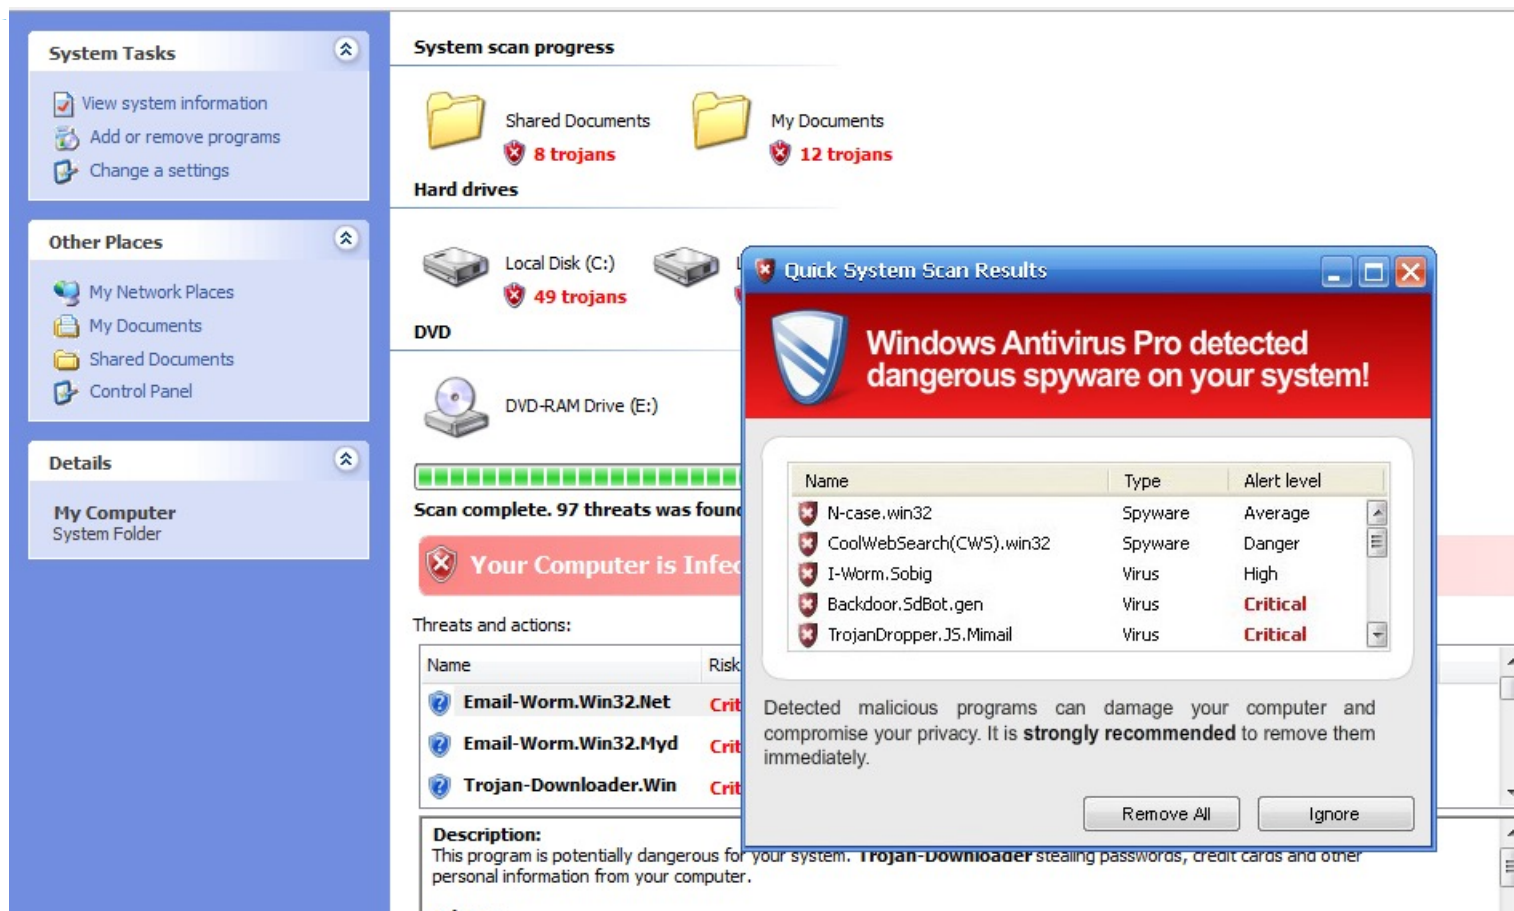 System Tasks
View system information
Add or remove programs
Change a settings
Other Places
My Network Places
My Documents
Shared Documents
Control Panel
Details
My Computer
System Folder
System scan progress
Shared Documents
8 trojans
My Documents
12 trojans
Hard drives
Local Disk (C:)
49 trojans
DVD
DVD-RAM Drive (E:)
Scan complete. 97 threats was found
Your Computer is
Threats and actions:
Name Risk
Email-Worm.Win32.Net
Email-Worm.Win32.Myd
Trojan-Downloader.Win
Description:
This program is potentially dangerous for your system. Trojan-Downloader stealing passwords, credit cards and other
personal information from your computer.
Quick System Scan Results
Windows Antivirus Pro detected
dangerous spyware on your system!
Name Type Alert level
N-case.win32 Spyware Average
CoolWebSearch(CWS).win32 Spyware Danger
I-Worm.Sobig Virus High
Backdoor.SdBot.gen Virus Critical
TrojanDropper.JS.Mimail Virus Critical
Detected malicious programs can damage your computer and
compromise your privacy. It is strongly recommended to remove them
immediately.
Remove All Ignore